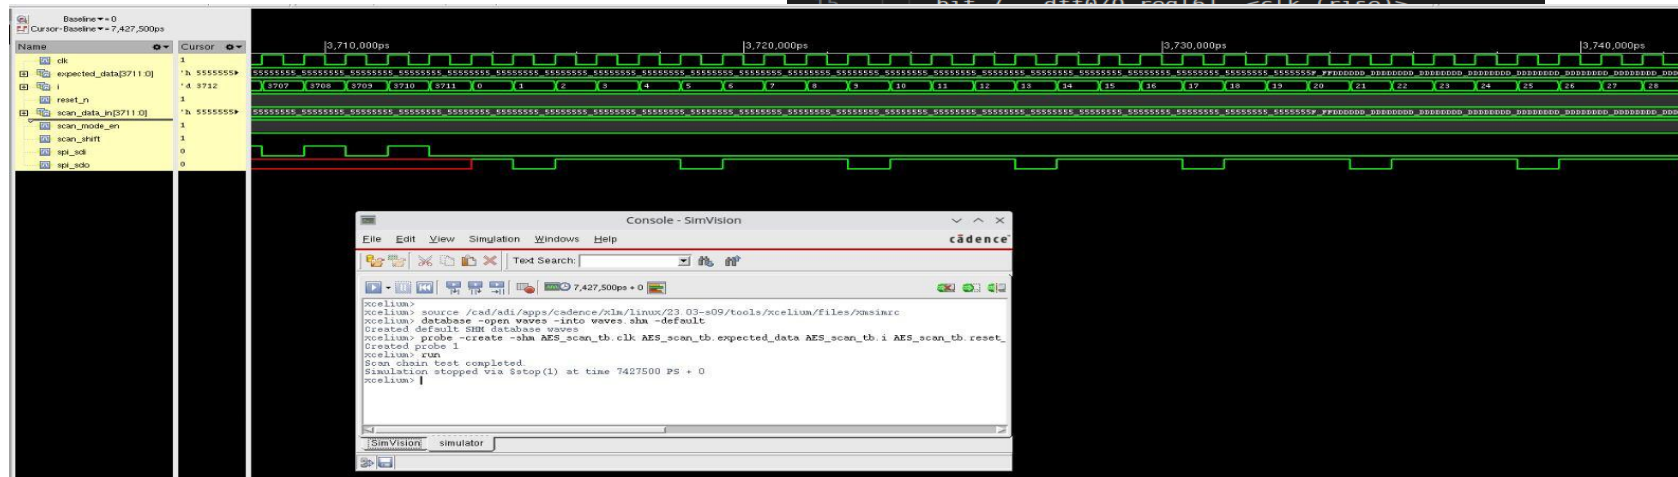 bit 7 dff079_reg[6] <clk (rise)>
Baseline▼= 0
Cursor-Baseline▼= 7,427,500ps
Name Cursor
3,710,000ps 3,720,000ps 3,730,000ps 3,740,000ps
clk 1
expected_data[3711:0] 'h 5555555▶
i 'd 3712 3707 3708 3709 3710 3711 0 1 2 3 4 5 6 7 8 9 10 11 12 13 14 15 16 17 18 19 20 21 22 23 24 25 26 27 28
reset_n 1
scan_data_in[3711:0] 'h 5555555▶
scan_mode_en 1
scan_shift 1
spi_sdi 0
spi_sdo 0
Console - SimVision
File Edit View Simulation Windows Help cādence
Text Search:
7,427,500ps + 0
xcelium>
xcelium> source /cad/adi/apps/cadence/xlm/linux/23.03-s09/tools/xcelium/files/xmsimrc
xcelium> database -open waves -into waves.shm -default
Created default SHM database waves
xcelium> probe -create -shm AES_scan_tb.clk AES_scan_tb.expected_data AES_scan_tb.i AES_scan_tb.reset_
Created probe 1
xcelium> run
Scan chain test completed.
Simulation stopped via $stop(1) at time 7427500 PS + 0
xcelium>
SimVision simulator